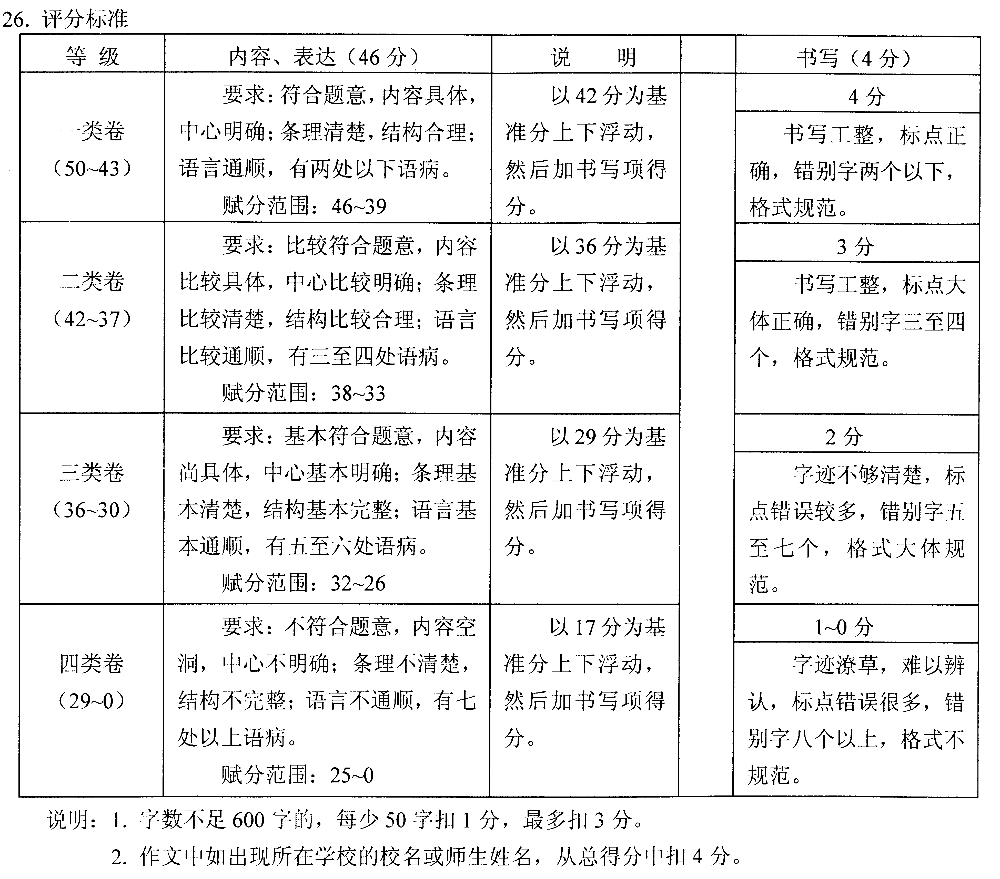 26. 评分标准
等 级
内容、表达（46 分）
说 明
书写（4 分）
一类卷
（50~43）
要求：符合题意，内容具体，
中心明确；条理清楚，结构合理；
语言通顺，有两处以下语病。
赋分范围：46~39
以 42 分为基
准分上下浮动，
然后加书写项得
分。
4 分
书写工整，标点正
确，错别字两个以下，
格式规范。
二类卷
（42~37）
要求：比较符合题意，内容
比较具体，中心比较明确；条理
比较清楚，结构比较合理；语言
比较通顺，有三至四处语病。
赋分范围：38~33
以 36 分为基
准分上下浮动，
然后加书写项得
分。
3 分
书写工整，标点大
体正确，错别字三至四
个，格式规范。
三类卷
（36~30）
要求：基本符合题意，内容
尚具体，中心基本明确；条理基
本清楚，结构基本完整；语言基
本通顺，有五至六处语病。
赋分范围：32~26
以 29 分为基
准分上下浮动，
然后加书写项得
分。
2 分
字迹不够清楚，标
点错误较多，错别字五
至七个，格式大体规
范。
四类卷
（29~0）
要求：不符合题意，内容空
洞，中心不明确；条理不清楚，
结构不完整；语言不通顺，有七
处以上语病。
赋分范围：25~0
以 17 分为基
准分上下浮动，
然后加书写项得
分。
1~0 分
字迹潦草，难以辨
认，标点错误很多，错
别字八个以上，格式不
规范。
说明：1. 字数不足 600 字的，每少 50 字扣 1 分，最多扣 3 分。
2. 作文中如出现所在学校的校名或师生姓名，从总得分中扣 4 分。